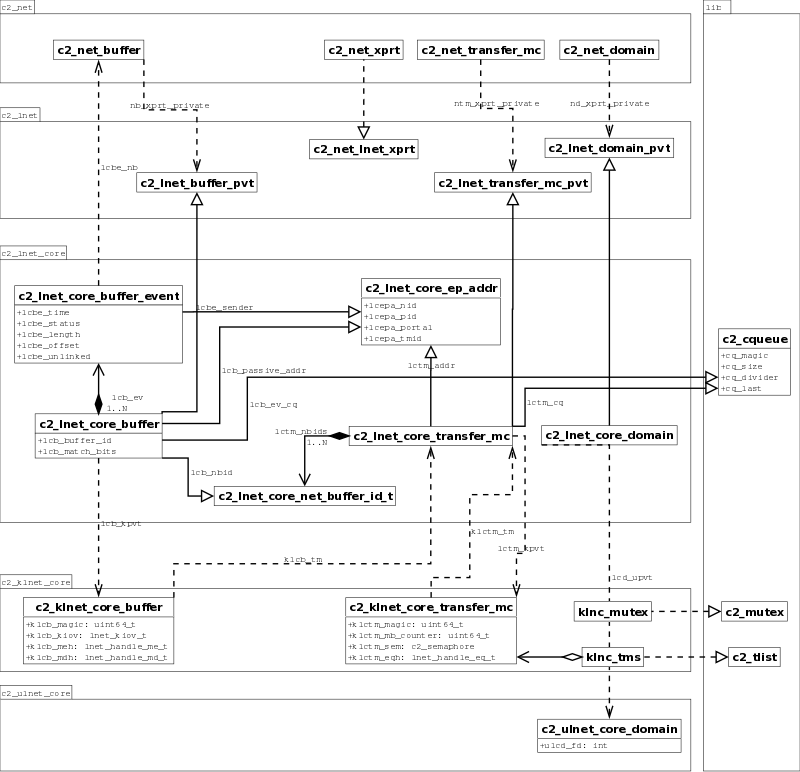 c2_net
lib
c2_net_buffer
c2_net_xprt
c2_net_transfer_mc
c2_net_domain
nb_xprt_private
ntm_xprt_private
nd_xprt_private
c2_lnet
c2_net_lnet_xprt
c2_lnet_domain_pvt
lcbe_nb
c2_lnet_buffer_pvt
c2_lnet_transfer_mc_pvt
c2_lnet_core
c2_lnet_core_buffer_event
+lcbe_time
+lcbe_status
+lcbe_length
+lcbe_offset
+lcbe_unlinked
lcbe_sender
c2_lnet_core_ep_addr
+lcepa_nid
+lcepa_pid
+lcepa_portal
+lcepa_tmid
c2_cqueue
+cq_magic
+cq_size
+cq_divider
+cq_last
lctm_addr
lcb_passive_addr
lcb_ev
1..N
lcb_ev_cq
lctm_cq
c2_lnet_core_buffer
+lcb_buffer_id
+lcb_match_bits
lctm_nbids
1..N
c2_lnet_core_transfer_mc
c2_lnet_core_domain
lcb_nbid
c2_lnet_core_net_buffer_id_t
lcb_kpvt
klctm_tm
lctm_kpvt
klcb_tm
lcd_upvt
c2_klnet_core
c2_klnet_core_buffer
+klcb_magic: uint64_t
+klcb_kiov: lnet_kiov_t
+klcb_meh: lnet_handle_me_t
+klcb_mdh: lnet_handle_md_t
c2_klnet_core_transfer_mc
+klctm_magic: uint64_t
+klctm_mb_counter: uint64_t
+klctm_sem: c2_semaphore
+klctm_eqh: lnet_handle_eq_t
klnc_mutex
c2_mutex
klnc_tms
c2_tlist
c2_ulnet_core
c2_ulnet_core_domain
+ulcd_fd: int